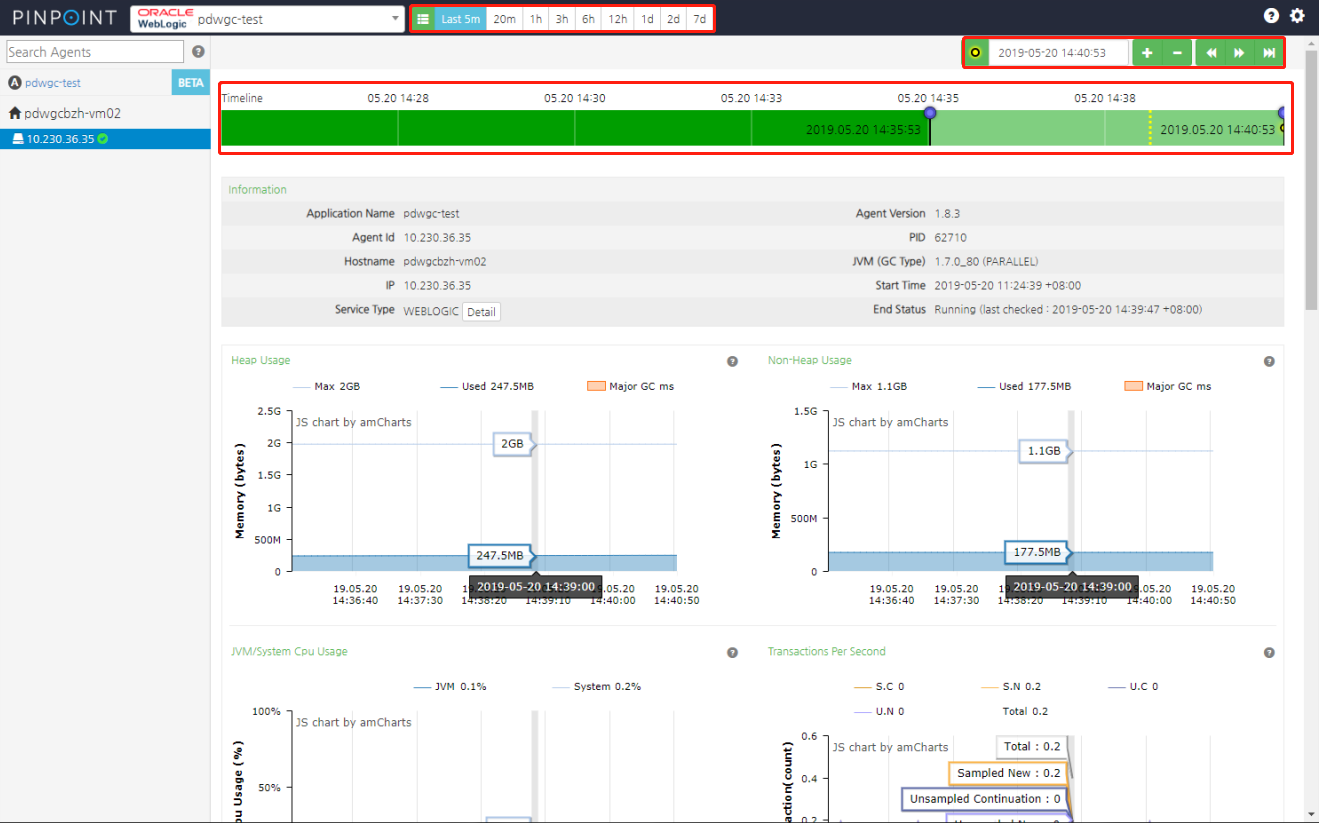 PINPOINT ORACLE WebLogic pdwgc-test Last 5m 20m 1h 3h 6h 12h 1d 2d 7d
Search Agents 2019-05-20 14:40:53
A pdwgc-test BETA
pdwgcbzh-vm02
10.230.36.35
Timeline 05.20 14:28 05.20 14:30 05.20 14:33 05.20 14:35 05.20 14:38
2019.05.20 14:35:53 2019.05.20 14:40:53
Information
Application Name pdwgc-test Agent Version 1.8.3
Agent Id 10.230.36.35 PID 62710
Hostname pdwgcbzh-vm02 JVM (GC Type) 1.7.0_80 (PARALLEL)
IP 10.230.36.35 Start Time 2019-05-20 11:24:39 +08:00
Service Type WEBLOGIC Detail End Status Running (last checked : 2019-05-20 14:39:47 +08:00)
Heap Usage
Max 2GB Used 247.5MB Major GC ms
JS chart by amCharts
Memory (bytes)
2.5G
2G
1.5G
1G
500M
0
2GB
247.5MB
2019-05-20 14:39:00
19.05.20 19.05.20 .05.20 19.05.20
14:36:40 14:37:30 14:38:20 14:39:10 14:40:00 14:40:50
Non-Heap Usage
Max 1.1GB Used 177.5MB Major GC ms
JS chart by amCharts
Memory (bytes)
1.5G
1G
500M
0
1.1GB
177.5MB
2019-05-20 14:39:00
19.05.20 19.05.20 .05.20 19.05.20
14:36:40 14:37:30 14:38:20 14:39:10 14:40:00 14:40:50
JVM/System Cpu Usage
JVM 0.1% System 0.2%
JS chart by amCharts
100%
50%
pu Usage (%)
Transactions Per Second
S.C 0 S.N 0.2 U.C 0
U.N 0 Total 0.2
JS chart by amCharts
action(count)
0.6
0.4
0.2
Total : 0.2
Sampled New : 0.2
Unsampled Continuation : 0